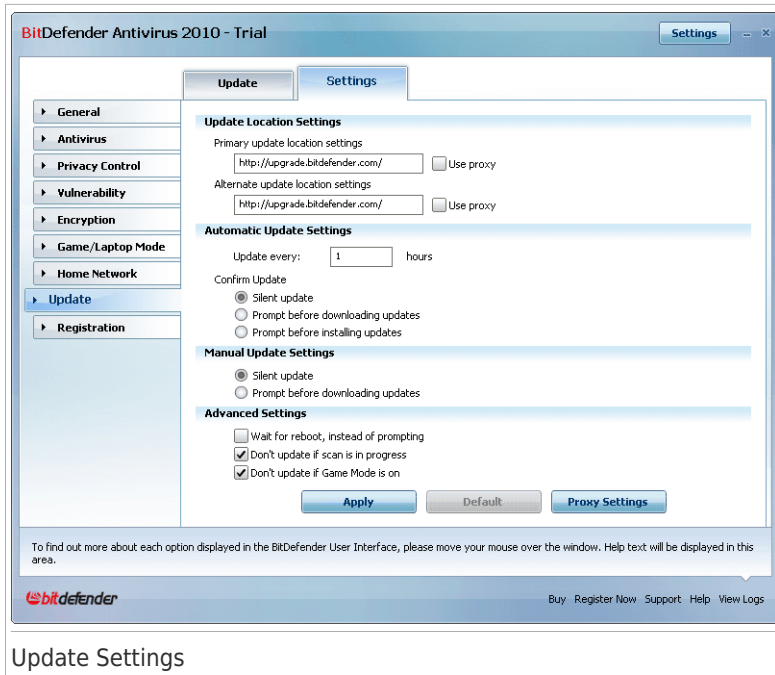 BitDefender Antivirus 2010 - Trial
Settings
Update
Settings
General
Antivirus
Privacy Control
Vulnerability
Encryption
Game/Laptop Mode
Home Network
Update
Registration
Update Location Settings
Primary update location settings
http://upgrade.bitdefender.com/
Use proxy
Alternate update location settings
http://upgrade.bitdefender.com/
Use proxy
Automatic Update Settings
Update every: 1 hours
Confirm Update
Silent update
Prompt before downloading updates
Prompt before installing updates
Manual Update Settings
Silent update
Prompt before downloading updates
Advanced Settings
Wait for reboot, instead of prompting
Don't update if scan is in progress
Don't update if Game Mode is on
Apply Default Proxy Settings
To find out more about each option displayed in the BitDefender User Interface, please move your mouse over the window. Help text will be displayed in this
area.
bitdefender
Buy Register Now Support Help View Logs
Update Settings